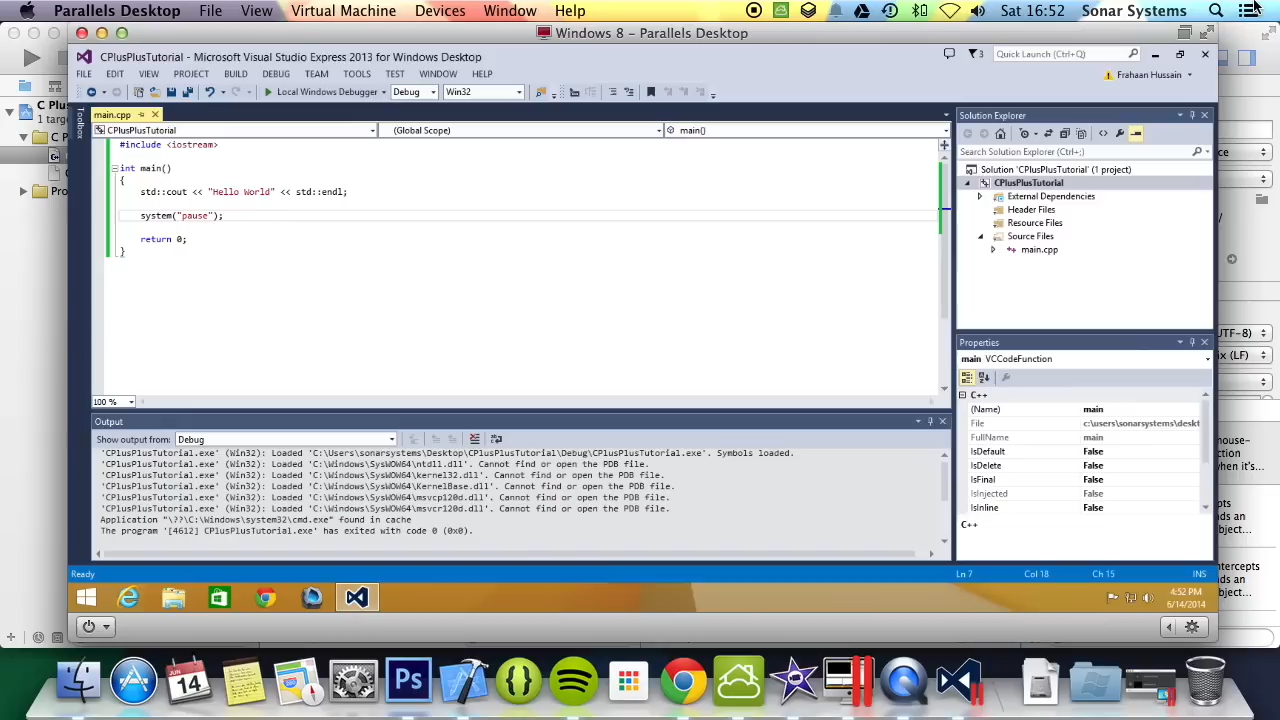 Parallels Desktop File View Virtual Machine Devices Window Help Sat 16:52 Sonar Systems
Windows 8 – Parallels Desktop
CPlusPlusTutorial - Microsoft Visual Studio Express 2013 for Windows Desktop
3
Quick Launch (Ctrl+Q)
FILE EDIT VIEW PROJECT BUILD DEBUG TEAM TOOLS TEST WINDOW HELP
Frahaan Hussain
Local Windows Debugger Debug Win32
Toolbox
main.cpp
CPlusPlusTutorial (Global Scope) main()
#include <iostream>
int main()
{
std::cout << "Hello World" << std::endl;
system("pause");
return 0;
}
100 %
Solution Explorer
Search Solution Explorer (Ctrl+;)
Solution 'CPlusPlusTutorial' (1 project)
CPlusPlusTutorial
External Dependencies
Header Files
Resource Files
Source Files
main.cpp
Properties
main VCCodeFunction
C++
(Name) main
File c:\users\sonarsystems\deskt
FullName main
IsDefault False
IsDelete False
IsFinal False
IsInjected False
IsInline False
C++
Output
Show output from: Debug
'CPlusPlusTutorial.exe' (Win32): Loaded 'C:\Users\sonarsystems\Desktop\CPlusPlusTutorial\Debug\CPlusPlusTutorial.exe'. Symbols loaded.
'CPlusPlusTutorial.exe' (Win32): Loaded 'C:\Windows\SysWOW64\ntdll.dll'. Cannot find or open the PDB file.
'CPlusPlusTutorial.exe' (Win32): Loaded 'C:\Windows\SysWOW64\kernel32.dll'. Cannot find or open the PDB file.
'CPlusPlusTutorial.exe' (Win32): Loaded 'C:\Windows\SysWOW64\KernelBase.dll'. Cannot find or open the PDB file.
'CPlusPlusTutorial.exe' (Win32): Loaded 'C:\Windows\SysWOW64\msvcp120d.dll'. Cannot find or open the PDB file.
'CPlusPlusTutorial.exe' (Win32): Loaded 'C:\Windows\SysWOW64\msvcr120d.dll'. Cannot find or open the PDB file.
Application "\??\C:\Windows\system32\cmd.exe" found in cache
The program '[4612] CPlusPlusTutorial.exe' has exited with code 0 (0x0).
Ready Ln 7 Col 18 Ch 15 INS
4:52 PM
6/14/2014
C Plus
1 targe
C P
Pro
UTF-8)
(LF)
JUN
14
Ps